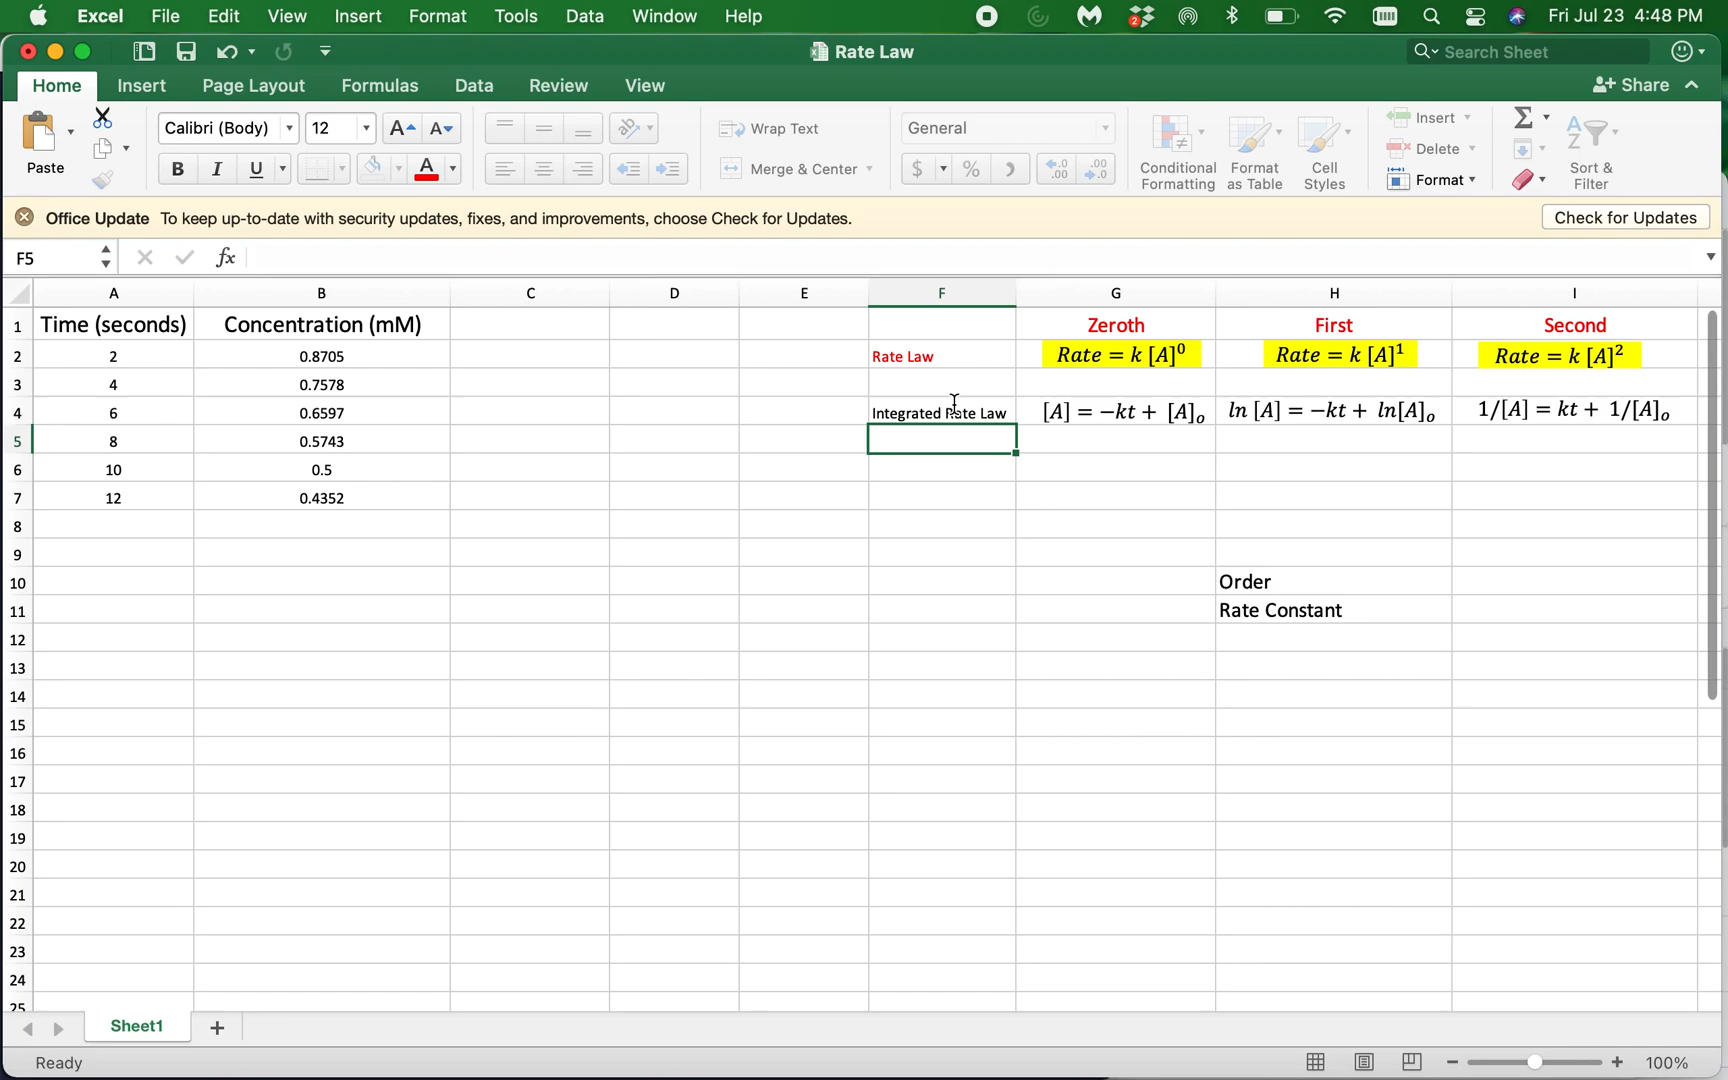 Excel File Edit View Insert Format Tools Data Window Help 2 Fri Jul 23 4:48 PM
Rate Law Search Sheet
Home Insert Page Layout Formulas Data Review View Share
Paste Calibri (Body) 12 A A Wrap Text General Conditional Formatting Format as Table Cell Styles Insert Delete Format Σ A Z Sort & Filter
B I U A Merge & Center $ % .0 .00 .00 .0
Office Update To keep up-to-date with security updates, fixes, and improvements, choose Check for Updates. Check for Updates
F5 fx
A B C D E F G H I
1 Time (seconds) Concentration (mM) Zeroth First Second
2 2 0.8705 Rate Law Rate = k [A]⁰ Rate = k [A]¹ Rate = k [A]²
3 4 0.7578
4 6 0.6597 Integrated Rate Law [A] = −kt + [A]ₒ ln [A] = −kt + ln[A]ₒ 1/[A] = kt + 1/[A]ₒ
5 8 0.5743
6 10 0.5
7 12 0.4352
8
9
10 Order
11 Rate Constant
12
13
14
15
16
17
18
19
20
21
22
23
24
25
Sheet1 +
Ready 100%